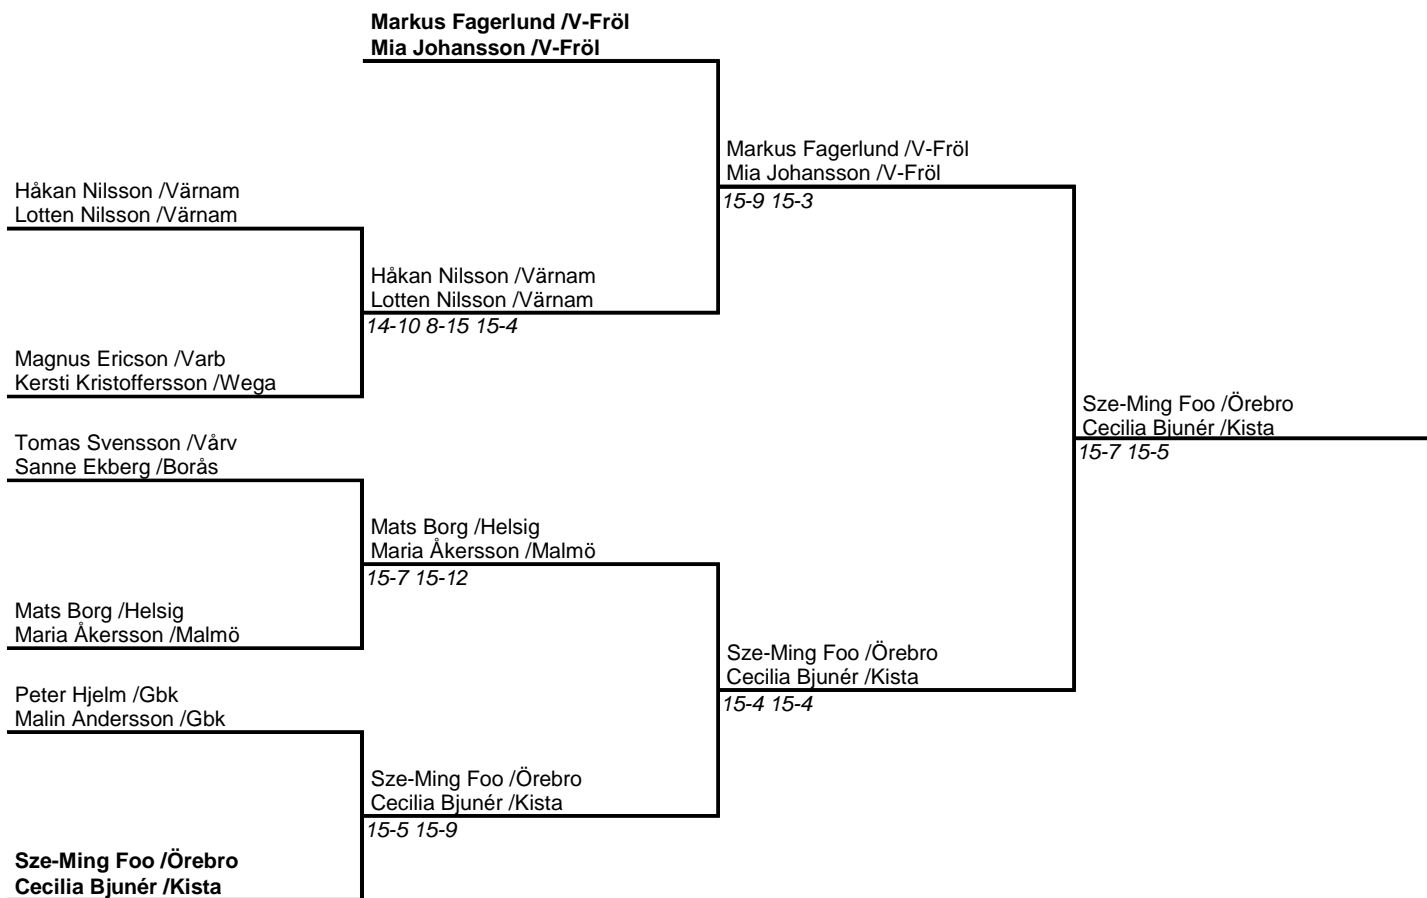 Markus Fagerlund /V-Fröl
Mia Johansson /V-Fröl
Markus Fagerlund /V-Fröl
Mia Johansson /V-Fröl
15-9 15-3
Håkan Nilsson /Värnam
Lotten Nilsson /Värnam
Håkan Nilsson /Värnam
Lotten Nilsson /Värnam
14-10 8-15 15-4
Magnus Ericson /Varb
Kersti Kristoffersson /Wega
Sze-Ming Foo /Örebro
Cecilia Bjunér /Kista
15-7 15-5
Tomas Svensson /Vårv
Sanne Ekberg /Borås
Mats Borg /Helsig
Maria Åkersson /Malmö
15-7 15-12
Mats Borg /Helsig
Maria Åkersson /Malmö
Sze-Ming Foo /Örebro
Cecilia Bjunér /Kista
15-4 15-4
Peter Hjelm /Gbk
Malin Andersson /Gbk
Sze-Ming Foo /Örebro
Cecilia Bjunér /Kista
15-5 15-9
Sze-Ming Foo /Örebro
Cecilia Bjunér /Kista